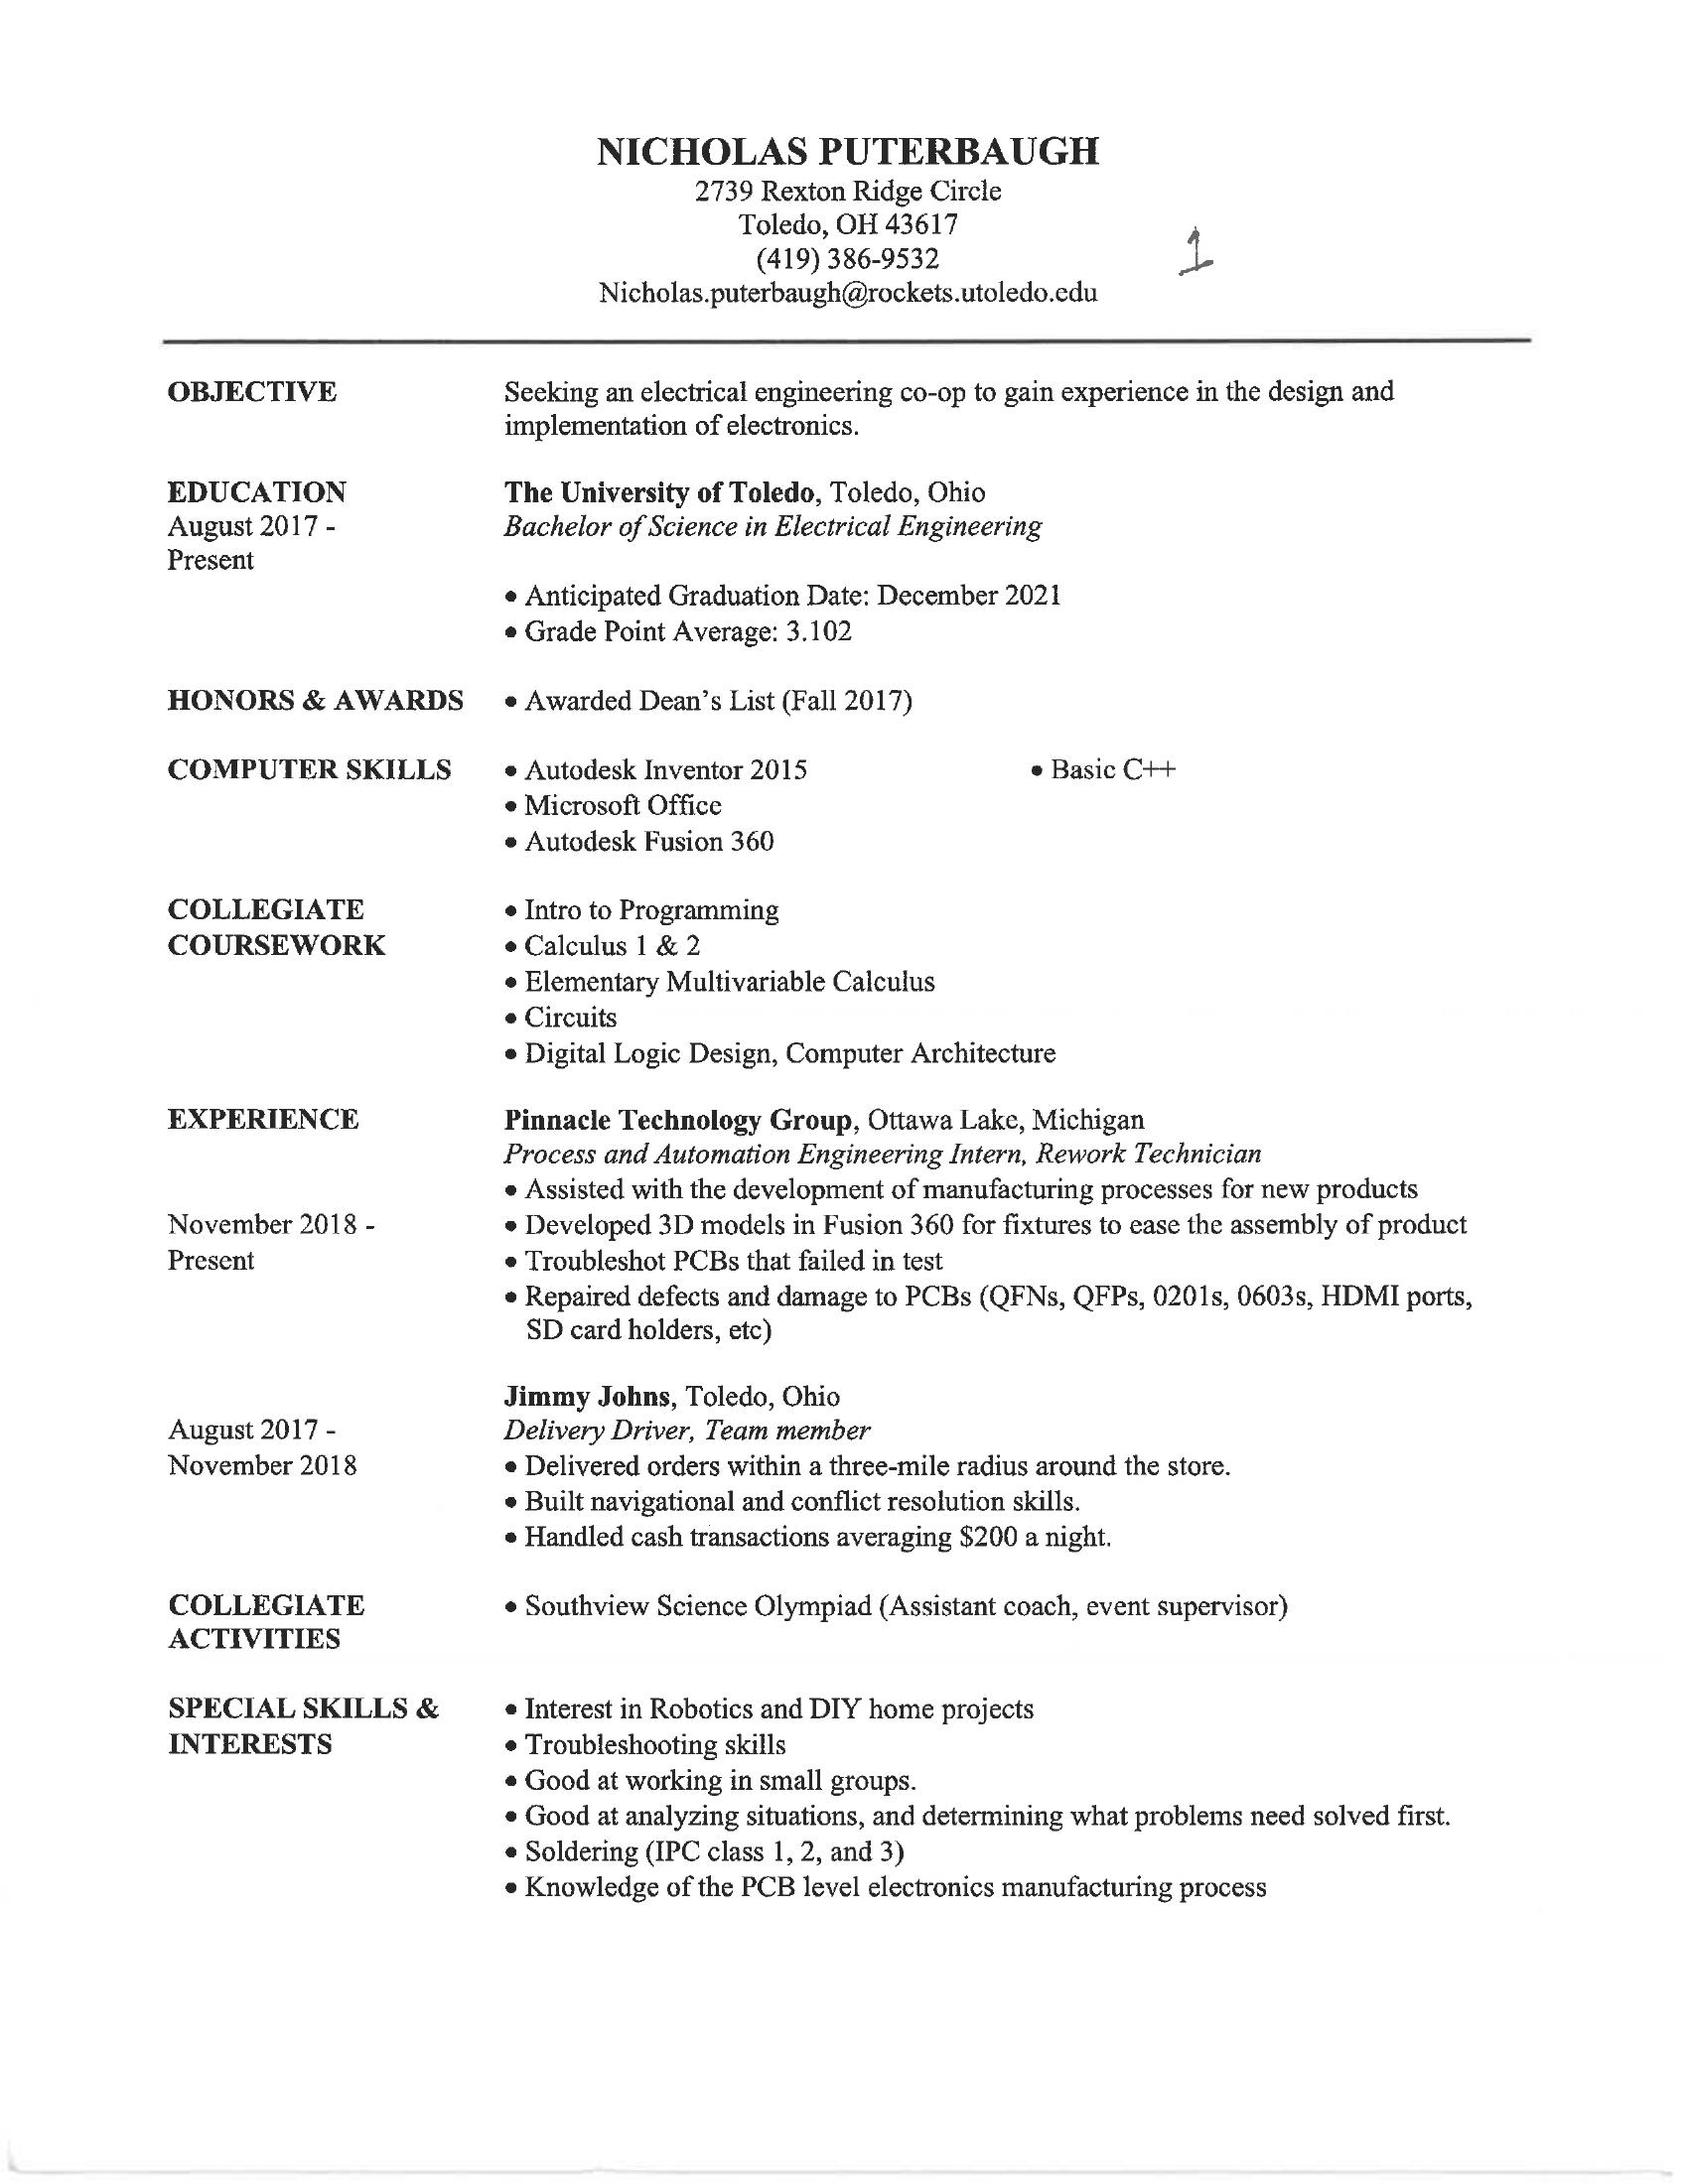 NICHOLAS PUTERBAUGH
2739 Rexton Ridge Circle
Toledo, OH 43617
(419) 386-9532
1
Nicholas.puterbaugh@rockets.utoledo.edu
OBJECTIVE Seeking an electrical engineering co-op to gain experience in the design and
implementation of electronics.
EDUCATION The University of Toledo, Toledo, Ohio
August 2017 - Bachelor of Science in Electrical Engineering
Present
• Anticipated Graduation Date: December 2021
• Grade Point Average: 3.102
HONORS & AWARDS • Awarded Dean's List (Fall 2017)
COMPUTER SKILLS • Autodesk Inventor 2015 • Basic C++
• Microsoft Office
• Autodesk Fusion 360
COLLEGIATE • Intro to Programming
COURSEWORK • Calculus 1 & 2
• Elementary Multivariable Calculus
• Circuits
• Digital Logic Design, Computer Architecture
EXPERIENCE Pinnacle Technology Group, Ottawa Lake, Michigan
Process and Automation Engineering Intern, Rework Technician
• Assisted with the development of manufacturing processes for new products
November 2018 - • Developed 3D models in Fusion 360 for fixtures to ease the assembly of product
Present • Troubleshot PCBs that failed in test
• Repaired defects and damage to PCBs (QFNs, QFPs, 0201s, 0603s, HDMI ports,
SD card holders, etc)
Jimmy Johns, Toledo, Ohio
August 2017 - Delivery Driver, Team member
November 2018 • Delivered orders within a three-mile radius around the store.
• Built navigational and conflict resolution skills.
• Handled cash transactions averaging $200 a night.
COLLEGIATE • Southview Science Olympiad (Assistant coach, event supervisor)
ACTIVITIES
SPECIAL SKILLS & • Interest in Robotics and DIY home projects
INTERESTS • Troubleshooting skills
• Good at working in small groups.
• Good at analyzing situations, and determining what problems need solved first.
• Soldering (IPC class 1, 2, and 3)
• Knowledge of the PCB level electronics manufacturing process